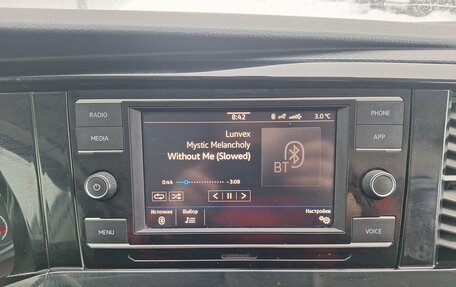 8:42
3.0 °C
RADIO
PHONE
Lunvex
MEDIA
APP
Mystic Melancholy
Without Me (Slowed)
BT
0:44
-3:08
Источник
Выбор
Настройки
MENU
VOICE